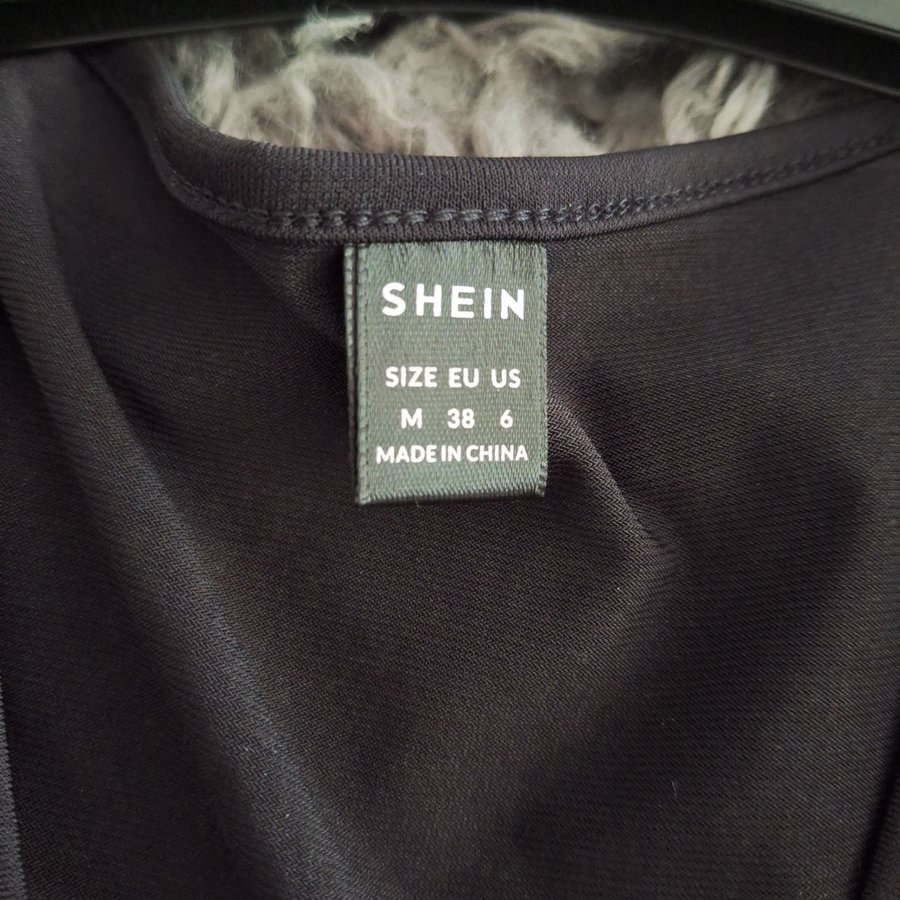 SHEIN
SIZE EU US
M 38 6
MADE IN CHINA